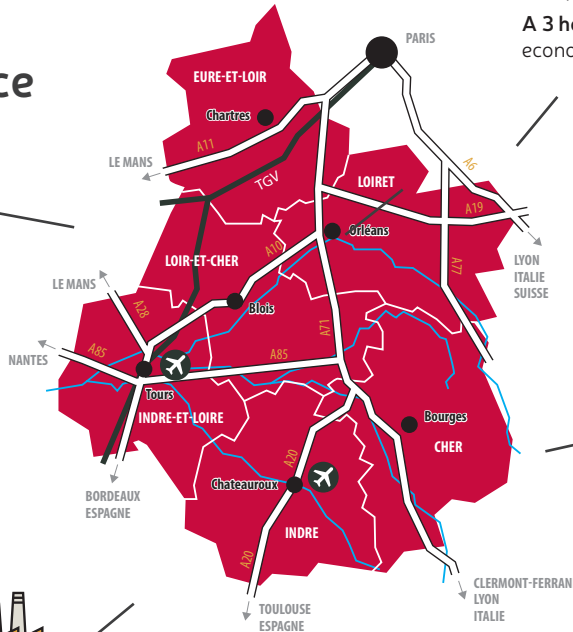 ce
A 3 he
econo
PARIS
EURE-ET-LOIR
Chartres
A11
LE MANS
TGV
LOIRET
A6
A19
Orléans
LYON
ITALIE
SUISSE
A10
LOIR-ET-CHER
A77
LE MANS
A28
Blois
A71
NANTES
A85
A85
Tours
INDRE-ET-LOIRE
Bourges
CHER
A20
Chateauroux
BORDEAUX
ESPAGNE
INDRE
A20
CLERMONT-FERRAN
LYON
ITALIE
TOULOUSE
ESPAGNE